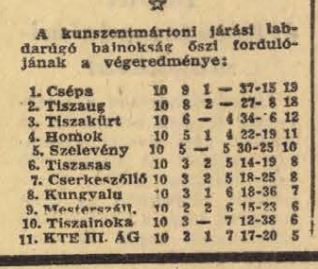 A kunszentmártoni járási lab-
darúgó bajnokság őszi forduló-
jának a végeredménye:
1. Csépa 10 9 1 — 37-15 19
2. Tiszaug 10 8 2 — 27- 8 18
3. Tiszakürt 10 6 — 4 34- 6 12
4. Homok 10 5 1 4 22-19 11
5. Szelevény 10 5 — 5 30-25 10
6. Tiszasas 10 3 2 5 14-19 8
7. Cserkeszőllő 10 3 2 5 18-25 8
8. Kungyalu 10 3 1 6 18-36 7
9. Mesterszáll. 10 2 2 6 15-23 6
10. Tiszainoka 10 3 — 7 12-38 6
11. KTE III. ÁG 10 2 1 7 17-20 5